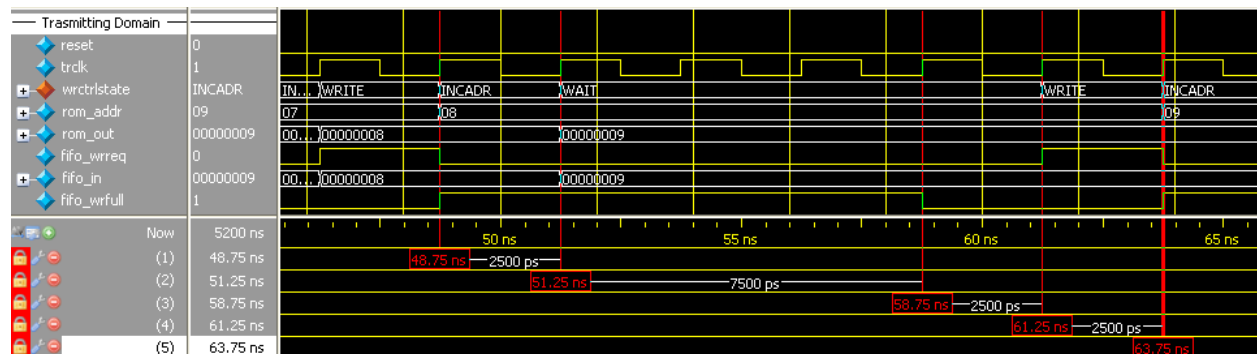 Trasmitting Domain
reset 0
trclk 1
wrctrlstate INCADR IN... WRITE INCADR WAIT WRITE INCADR
rom_addr 09 07 08 09
rom_out 00000009 00... 00000008 00000009
fifo_wrreq 0
fifo_in 00000009 00... 00000008 00000009
fifo_wrfull 1
Now 5200 ns 50 ns 55 ns 60 ns 65 ns
(1) 48.75 ns 48.75 ns 2500 ps
(2) 51.25 ns 51.25 ns 7500 ps
(3) 58.75 ns 58.75 ns 2500 ps
(4) 61.25 ns 61.25 ns 2500 ps
(5) 63.75 ns 63.75 ns